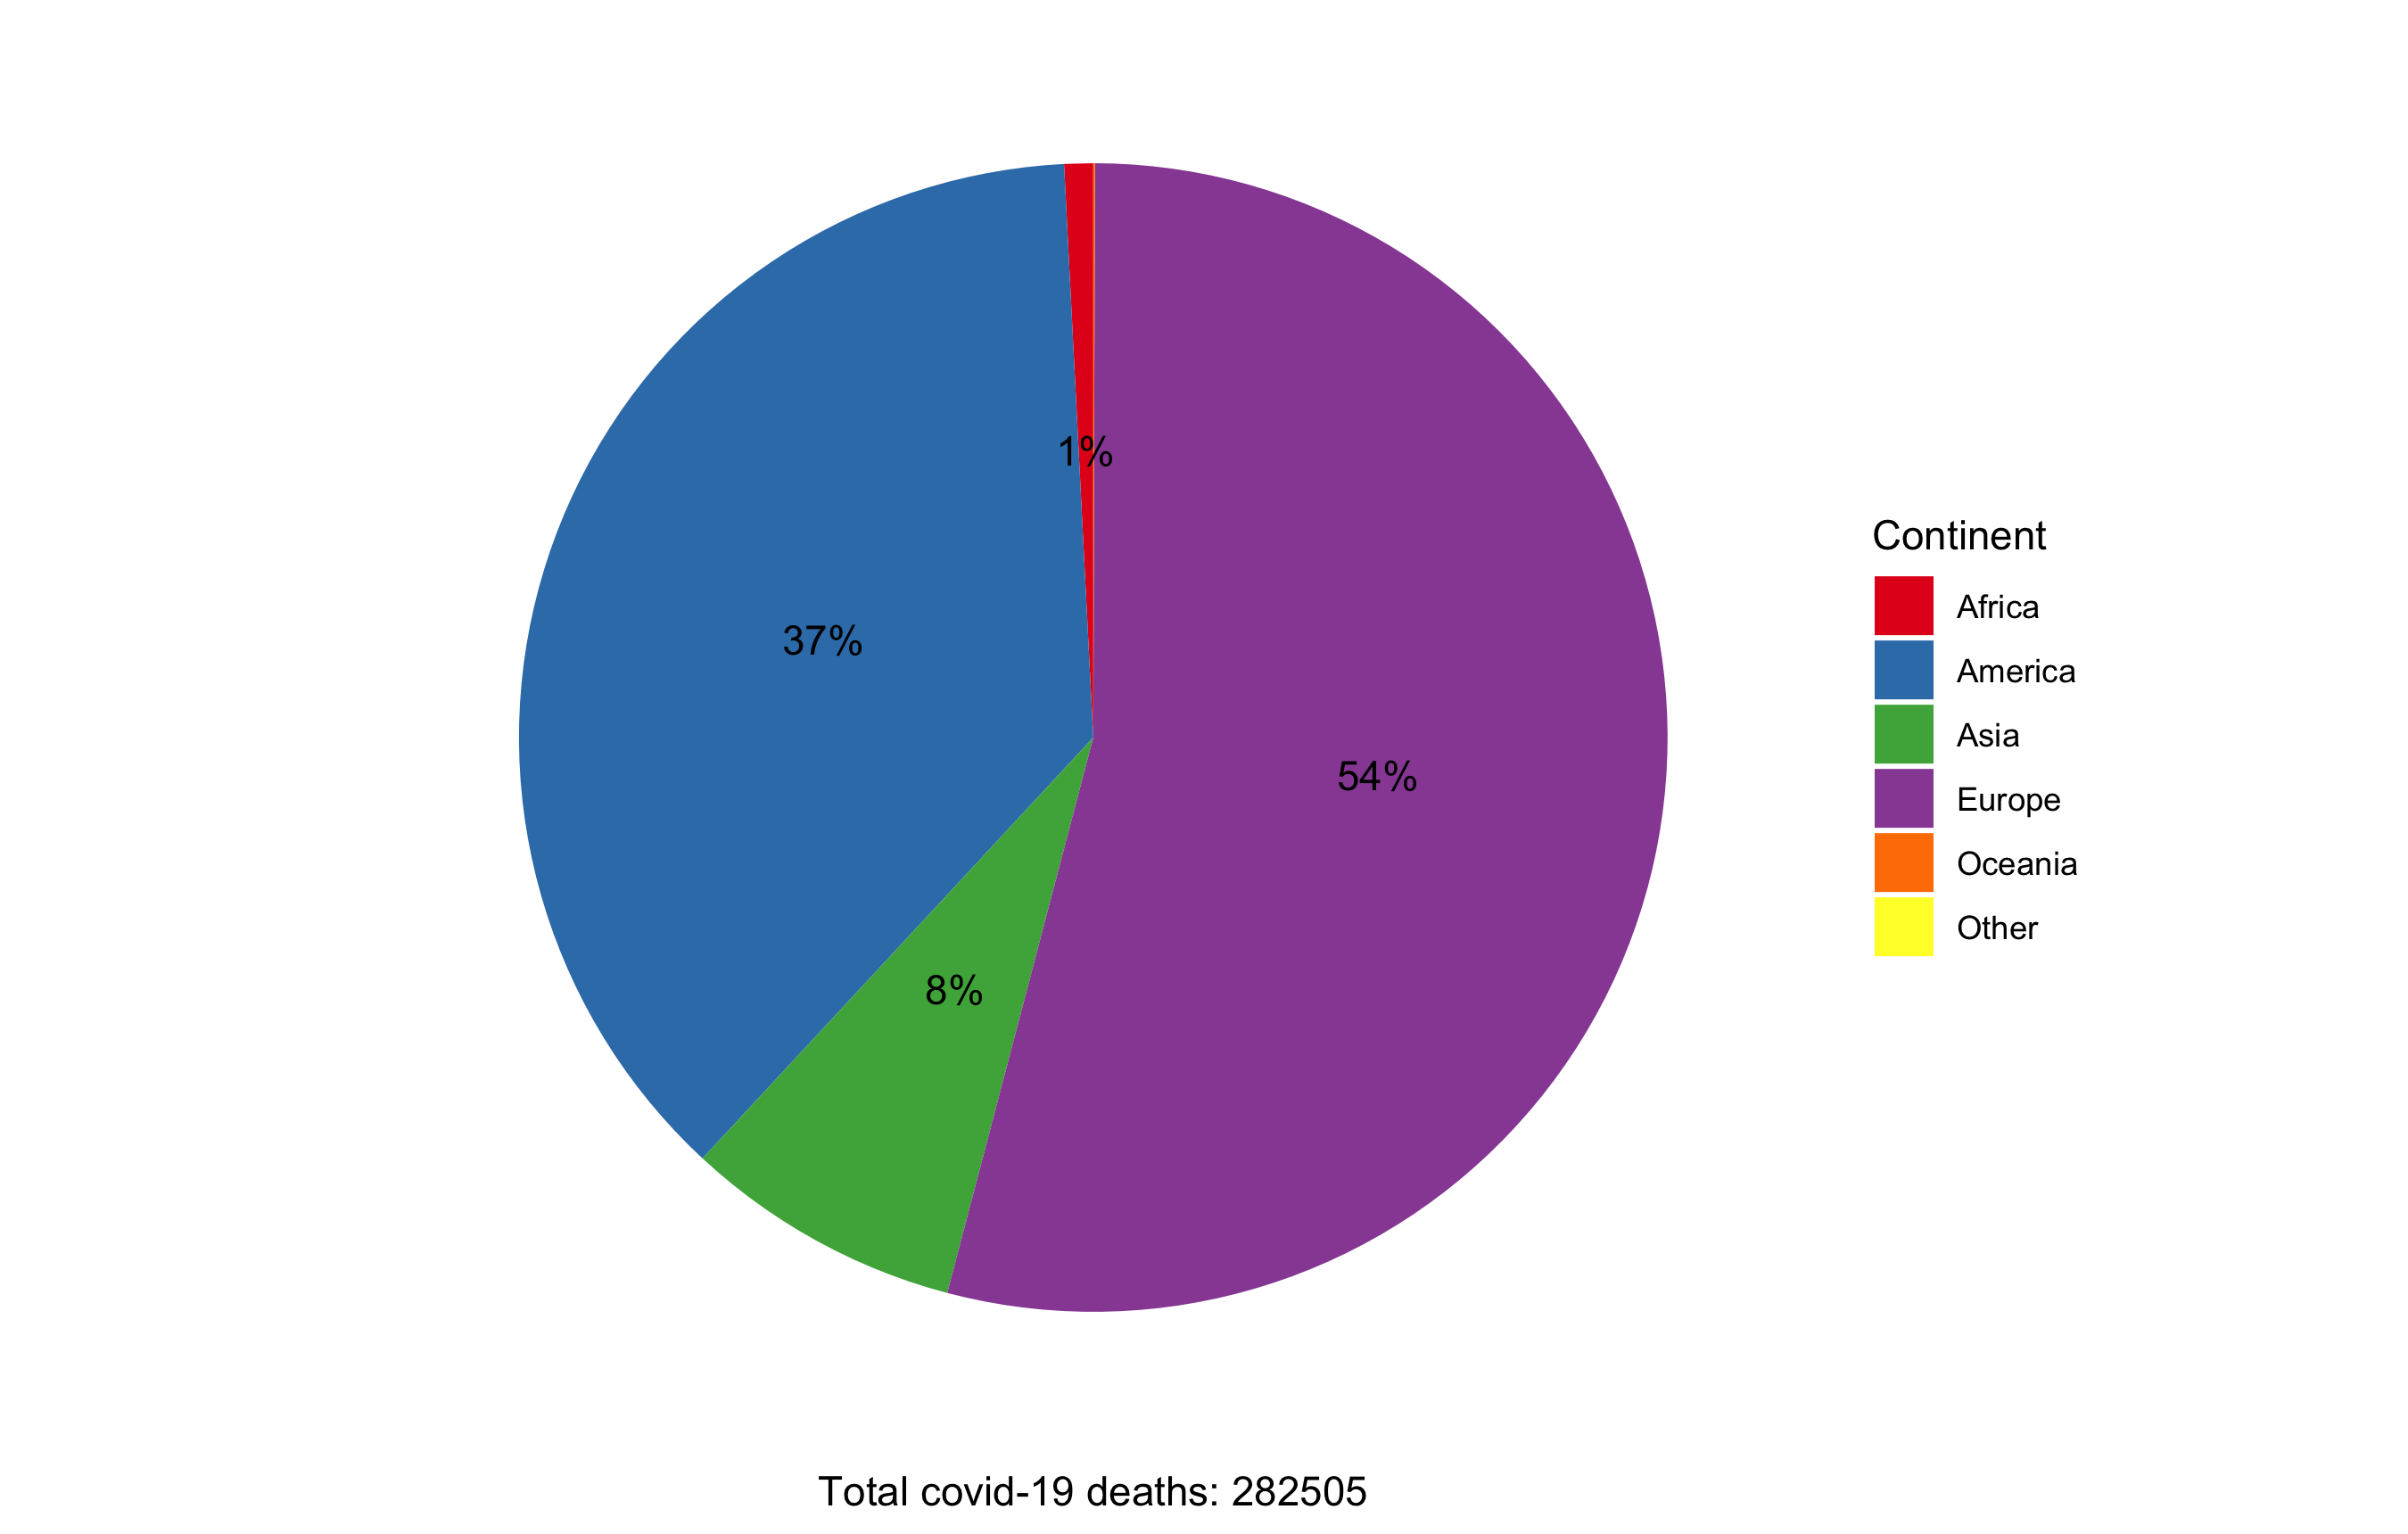 1%
37%
54%
8%
Continent
Africa
America
Asia
Europe
Oceania
Other
Total covid-19 deaths: 282505